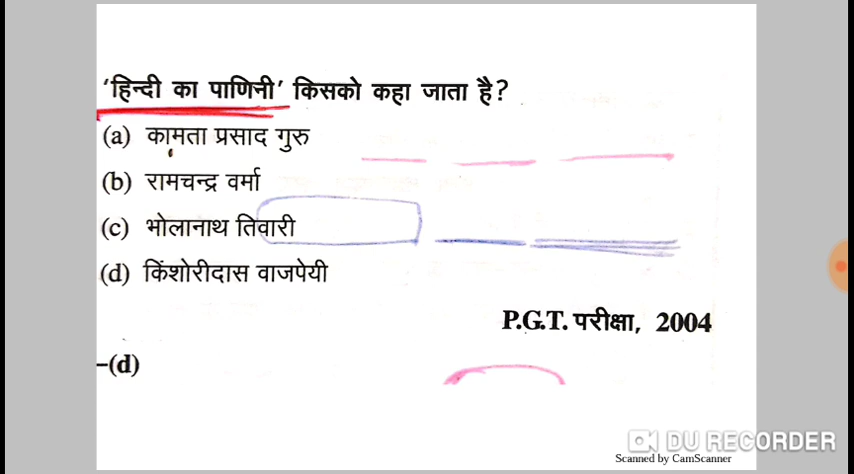 'हिन्दी का पाणिनी' किसको कहा जाता है?
(a) कामता प्रसाद गुरु
(b) रामचन्द्र वर्मा
(c) भोलानाथ तिवारी
(d) किंशोरीदास वाजपेयी
P.G.T. परीक्षा, 2004
–(d)
DU RECORDER
Scanned by CamScanner